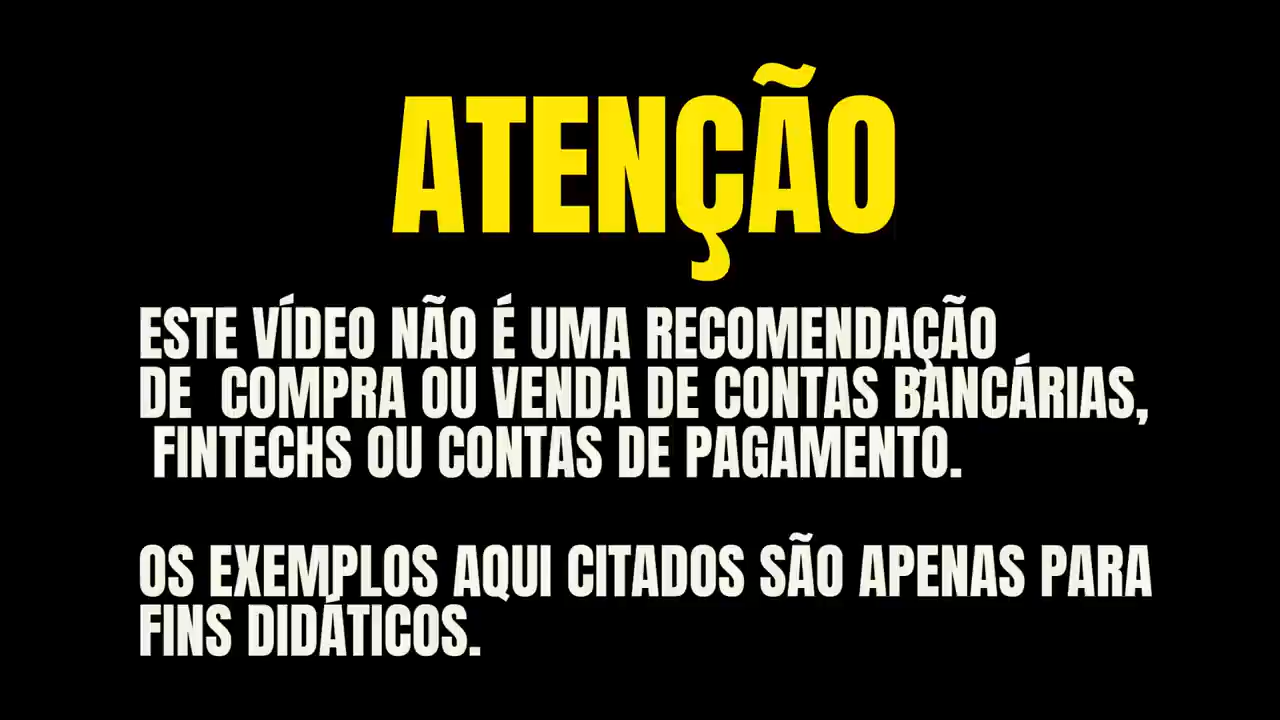 ATENÇÃO
ESTE VÍDEO NÃO É UMA RECOMENDAÇÃO
DE COMPRA OU VENDA DE CONTAS BANCÁRIAS,
FINTECHS OU CONTAS DE PAGAMENTO.
OS EXEMPLOS AQUI CITADOS SÃO APENAS PARA
FINS DIDÁTICOS.